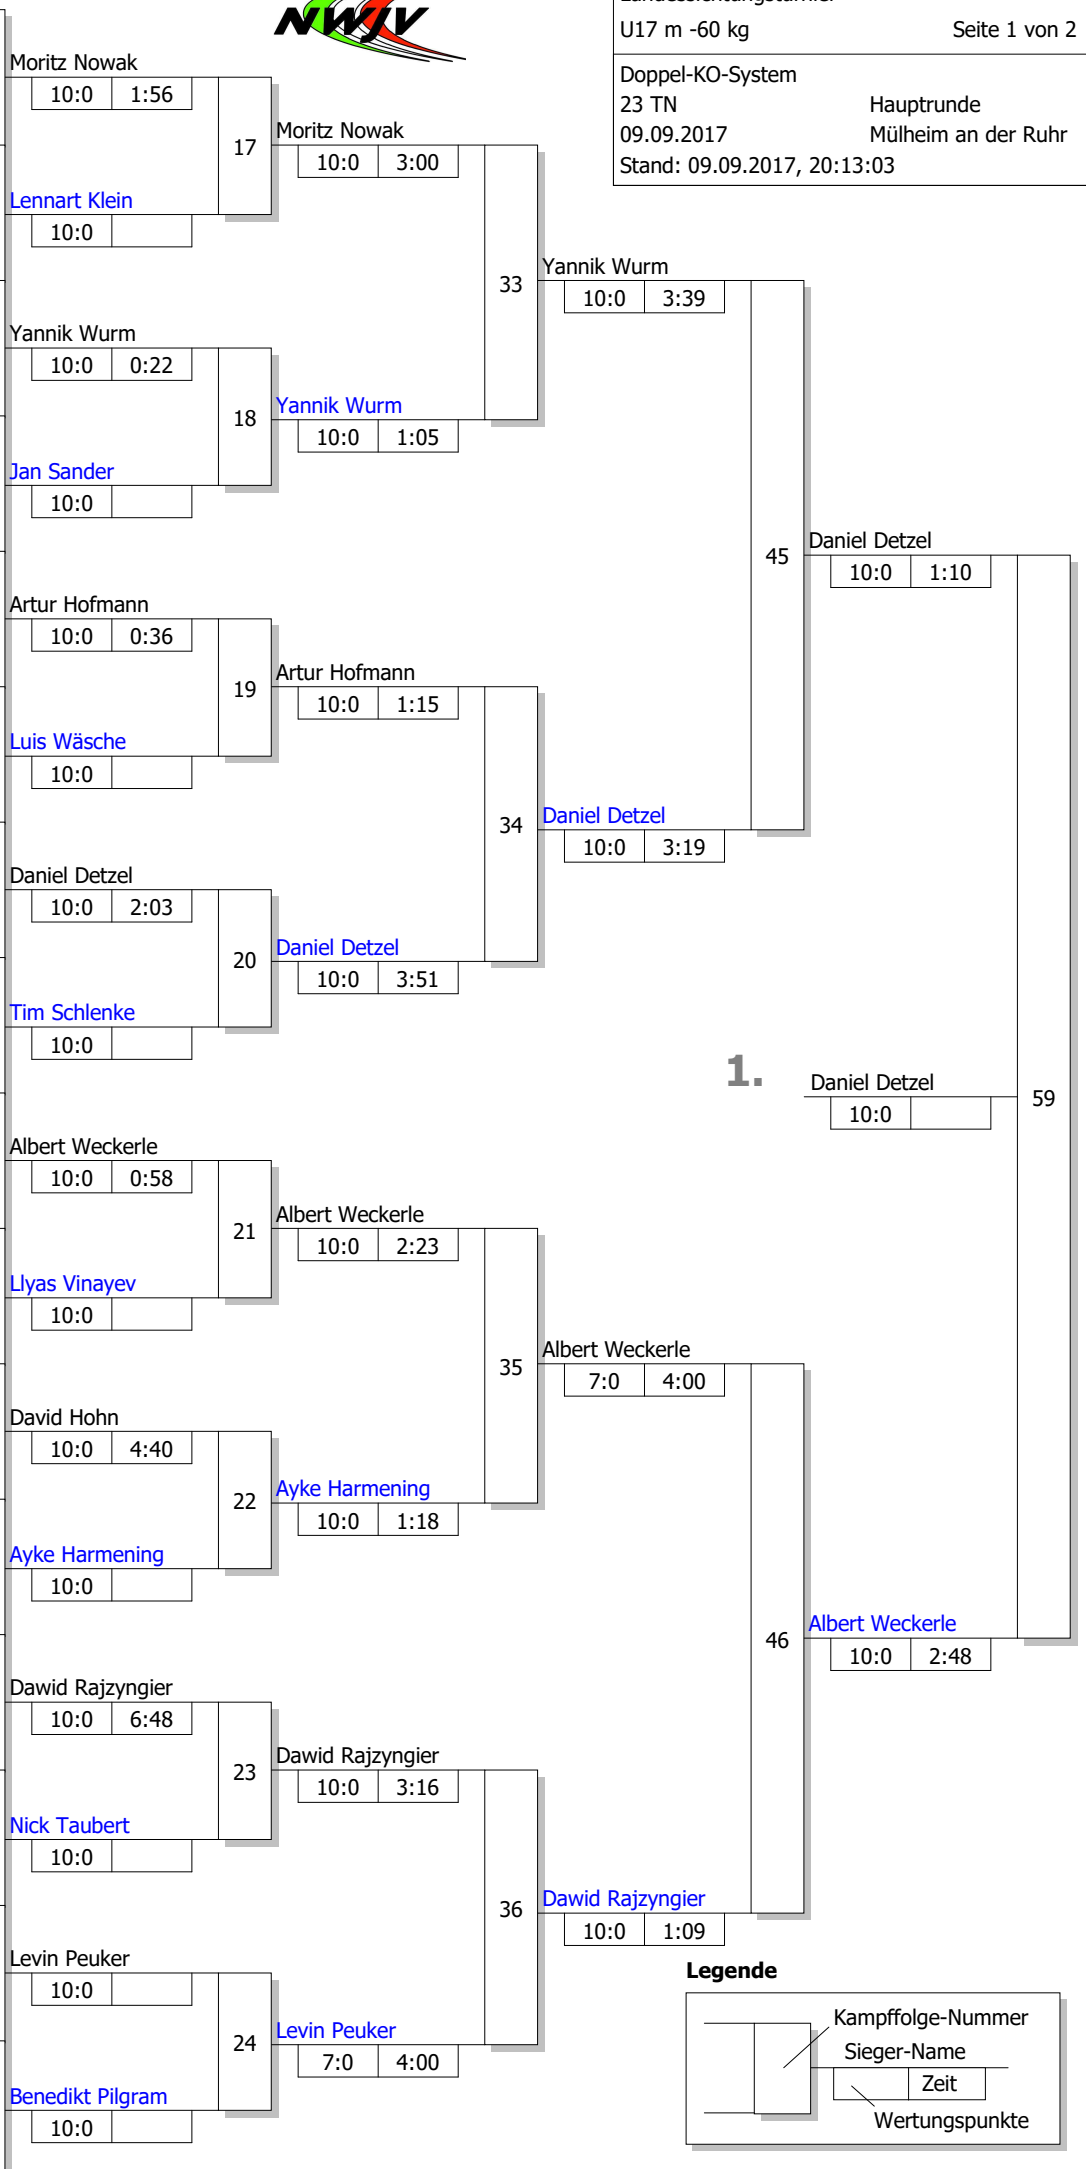 NWJV
U17 m -60 kg Seite 1 von 2
Doppel-KO-System
23 TN Hauptrunde
09.09.2017 Mülheim an der Ruhr
Stand: 09.09.2017, 20:13:03
Moritz Nowak
10:0 1:56
17
Moritz Nowak
10:0 3:00
Lennart Klein
10:0
33
Yannik Wurm
10:0 3:39
Yannik Wurm
10:0 0:22
18
Yannik Wurm
10:0 1:05
Jan Sander
10:0
45
Daniel Detzel
10:0 1:10
Artur Hofmann
10:0 0:36
19
Artur Hofmann
10:0 1:15
Luis Wäsche
10:0
34
Daniel Detzel
10:0 3:19
Daniel Detzel
10:0 2:03
20
Daniel Detzel
10:0 3:51
Tim Schlenke
10:0
1.
Daniel Detzel
10:0
59
Albert Weckerle
10:0 0:58
21
Albert Weckerle
10:0 2:23
Llyas Vinayev
10:0
35
Albert Weckerle
7:0 4:00
David Hohn
10:0 4:40
22
Ayke Harmening
10:0 1:18
Ayke Harmening
10:0
46
Albert Weckerle
10:0 2:48
Dawid Rajzyngier
10:0 6:48
23
Dawid Rajzyngier
10:0 3:16
Nick Taubert
10:0
36
Dawid Rajzyngier
10:0 1:09
Levin Peuker
10:0
24
Levin Peuker
7:0 4:00
Benedikt Pilgram
10:0
Legende
Kampffolge-Nummer
Sieger-Name
Zeit
Wertungspunkte